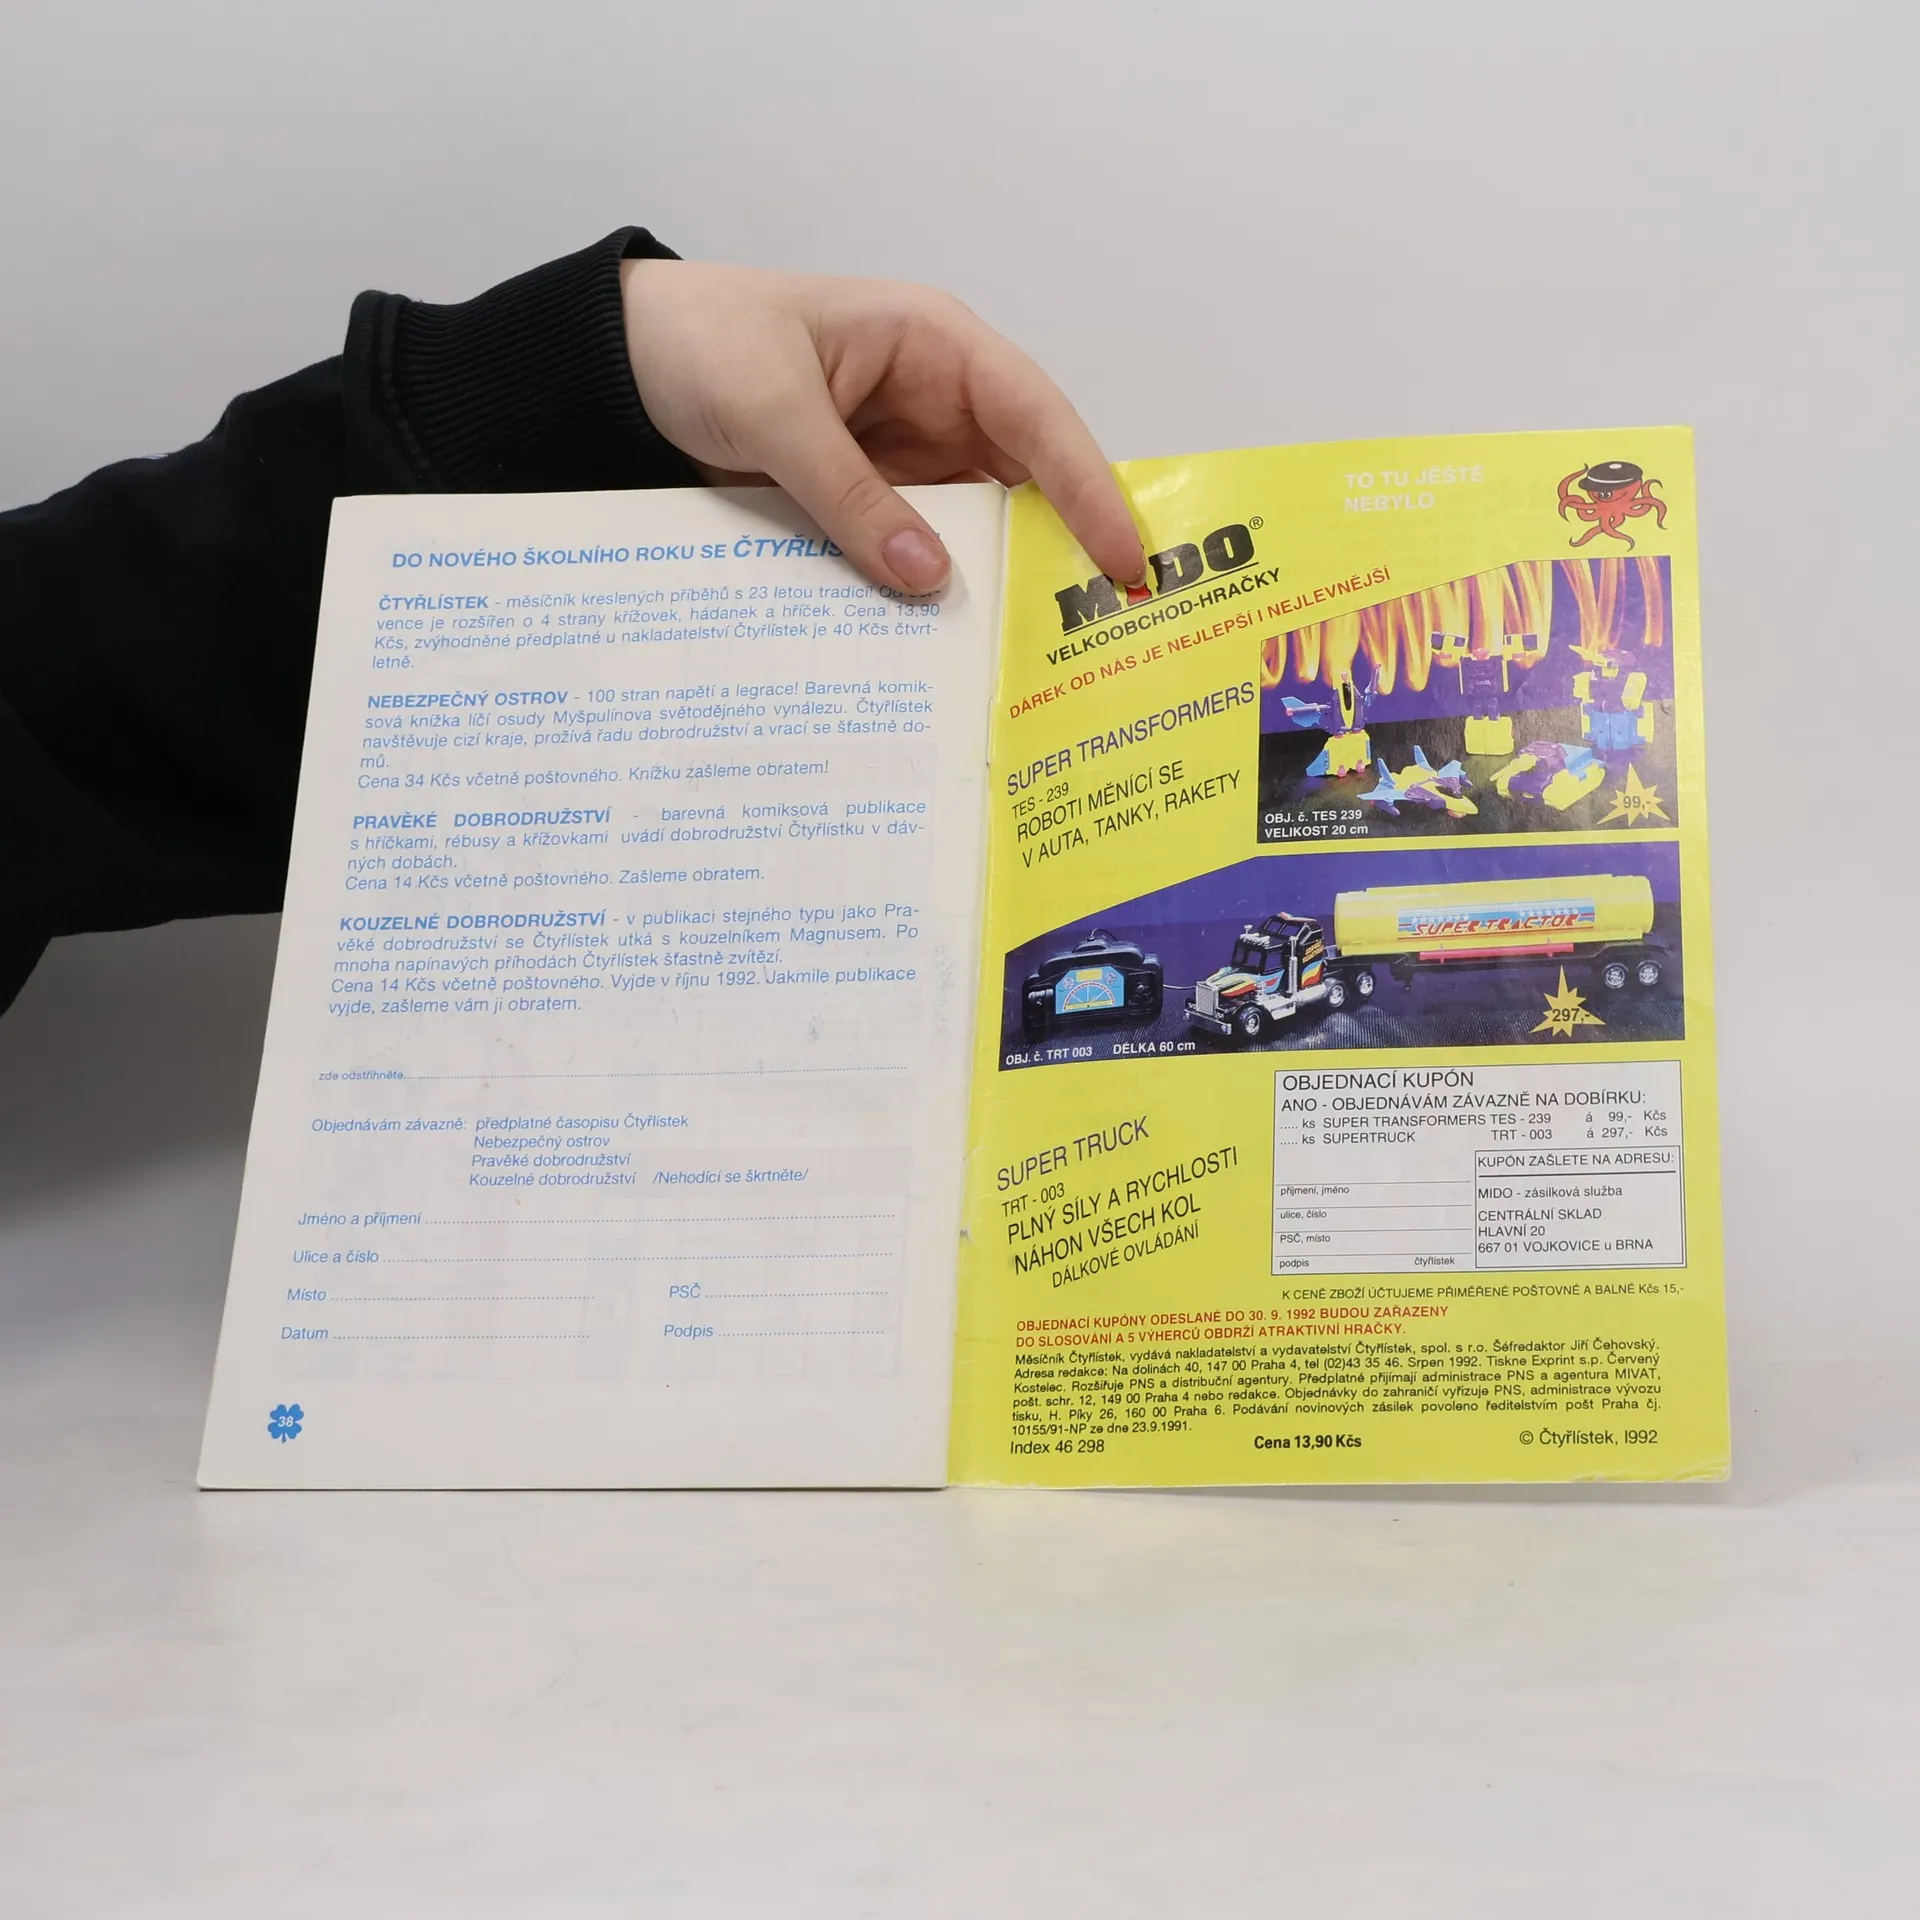 DO NOVÉHO ŠKOLNÍHO ROKU SE
ČTYŘLÍSTEK - měsíčník kreslených příběhů s 23 letou tradicí!
vence je rozšířen o 4 strany křížovek, hádanek a hříček. Cena 13,90
Kčs, zvýhodněné předplatné u nakladatelství Čtyřlístek je 40 Kčs čtvrt-
letně.
NEBEZPEČNÝ OSTROV - 100 stran napětí a legrace! Barevná komik-
sová knížka líčí osudy Myšpulínova světodějného vynálezu. Čtyřlístek
navštěvuje cizí kraje, prožívá řadu dobrodružství a vrací se šťastně do-
mů.
Cena 34 Kčs včetně poštovného. Knížku zašleme obratem!
PRAVĚKÉ DOBRODRUŽSTVÍ - barevná komiksová publikace
s hříčkami, rébusy a křížovkami uvádí dobrodružství Čtyřlístku v dáv-
ných dobách.
Cena 14 Kčs včetně poštovného. Zašleme obratem.
KOUZELNÉ DOBRODRUŽSTVÍ - v publikaci stejného typu jako Pra-
věké dobrodružství se Čtyřlístek utká s kouzelníkem Magnusem. Po
mnoha napínavých příhodách Čtyřlístek šťastně zvítězí.
Cena 14 Kčs včetně poštovného. Vyjde v říjnu 1992. Jakmile publikace
vyjde, zašleme vám ji obratem.
zde odstřihněte
Objednávám závazně: předplatné časopisu Čtyřlístek
Nebezpečný ostrov
Pravěké dobrodružství
Kouzelné dobrodružství /Nehodící se škrtněte/
Jméno a příjmení
Ulice a číslo
Místo PSČ
Datum Podpis
38
TO TU JEŠTĚ
NEBYLO
MIDO®
VELKOOBCHOD-HRAČKY
DÁREK OD NÁS JE NEJLEPŠÍ I NEJLEVNĚJŠÍ
SUPER TRANSFORMERS
TES - 239
ROBOTI MĚNÍCÍ SE
V AUTA, TANKY, RAKETY
OBJ. č. TES 239
VELIKOST 20 cm
99,-
SUPER TRACTOR
297,-
OBJ. č. TRT 003 DÉLKA 60 cm
SUPER TRUCK
TRT - 003
PLNÝ SÍLY A RYCHLOSTI
NÁHON VŠECH KOL
DÁLKOVÉ OVLÁDÁNÍ
OBJEDNACÍ KUPÓN
ANO - OBJEDNÁVÁM ZÁVAZNĚ NA DOBÍRKU:
..... ks SUPER TRANSFORMERS TES - 239 á 99,- Kčs
..... ks SUPERTRUCK TRT - 003 á 297,- Kčs
příjmení, jméno
ulice, číslo
PSČ, místo
podpis čtyřlístek
KUPÓN ZAŠLETE NA ADRESU:
MIDO - zásilková služba
CENTRÁLNÍ SKLAD
HLAVNÍ 20
667 01 VOJKOVICE u BRNA
K CENĚ ZBOŽÍ ÚČTUJEME PŘIMĚŘENÉ POŠTOVNÉ A BALNÉ Kčs 15,-
OBJEDNACÍ KUPÓNY ODESLANÉ DO 30. 9. 1992 BUDOU ZAŘAZENY
DO SLOSOVÁNÍ A 5 VÝHERCŮ OBDRŽÍ ATRAKTIVNÍ HRAČKY.
Měsíčník Čtyřlístek, vydává nakladatelství a vydavatelství Čtyřlístek, spol. s r.o. Šéfredaktor Jiří Čehovský.
Adresa redakce: Na dolinách 40, 147 00 Praha 4, tel (02)43 35 46. Srpen 1992. Tiskne Exprint s.p. Červený
Kostelec. Rozšiřuje PNS a distribuční agentury. Předplatné přijímají administrace PNS a agentura MIVAT,
pošt. schr. 12, 149 00 Praha 4 nebo redakce. Objednávky do zahraničí vyřizuje PNS, administrace vývozu
tisku, H. Píky 26, 160 00 Praha 6. Podávání novinových zásilek povoleno ředitelstvím pošt Praha čj.
10155/91-NP ze dne 23.9.1991.
Index 46 298 Cena 13,90 Kčs © Čtyřlístek, I992